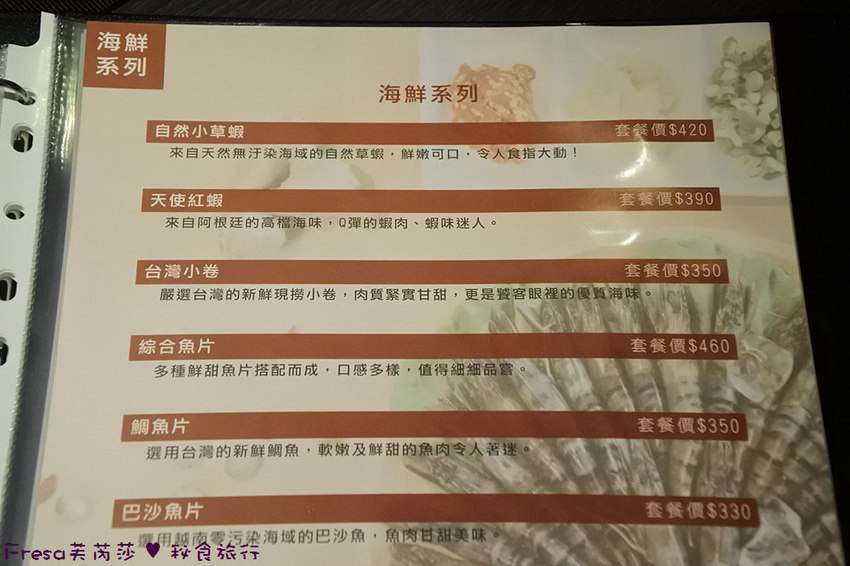 海鮮
系列
海鮮系列
自然小草蝦 套餐價$420
來自天然無汙染海域的自然草蝦，鮮嫩可口，令人食指大動！
天使紅蝦 套餐價$390
來自阿根廷的高檔海味，Q彈的蝦肉、蝦味迷人。
台灣小卷 套餐價$350
嚴選台灣的新鮮現撈小卷，肉質緊實甘甜，更是饕客眼裡的優質海味。
綜合魚片 套餐價$460
多種鮮甜魚片搭配而成，口感多樣，值得細細品嘗。
鯛魚片 套餐價$350
選用台灣的新鮮鯛魚，軟嫩及鮮甜的魚肉令人著迷。
巴沙魚片 套餐價$330
選用越南零污染海域的巴沙魚，魚肉甘甜美味。
Fresa芙芮莎 ♥ 秘食旅行